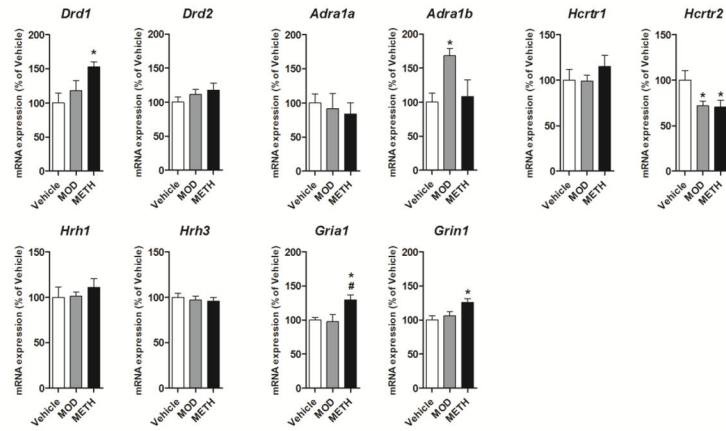 Drd1
Drd2
Adra1a
Adra1b
Hcrtr1
Hcrtr2
mRNA expression (% of Vehicle)
200
150
100
50
0
*
Vehicle
MOD
METH
mRNA expression (% of Vehicle)
200
150
100
50
0
Vehicle
MOD
METH
mRNA expression (% of Vehicle)
200
150
100
50
0
Vehicle
MOD
METH
mRNA expression (% of Vehicle)
200
150
100
50
0
*
Vehicle
MOD
METH
mRNA expression (% of Vehicle)
150
100
50
0
Vehicle
MOD
METH
mRNA expression (% of Vehicle)
150
100
50
0
* *
Vehicle
MOD
METH
Hrh1
Hrh3
Gria1
Grin1
mRNA expression (% of Vehicle)
150
100
50
0
Vehicle
MOD
METH
mRNA expression (% of Vehicle)
150
100
50
0
Vehicle
MOD
METH
mRNA expression (% of Vehicle)
200
150
100
50
0
*
#
Vehicle
MOD
METH
mRNA expression (% of Vehicle)
200
150
100
50
0
*
Vehicle
MOD
METH